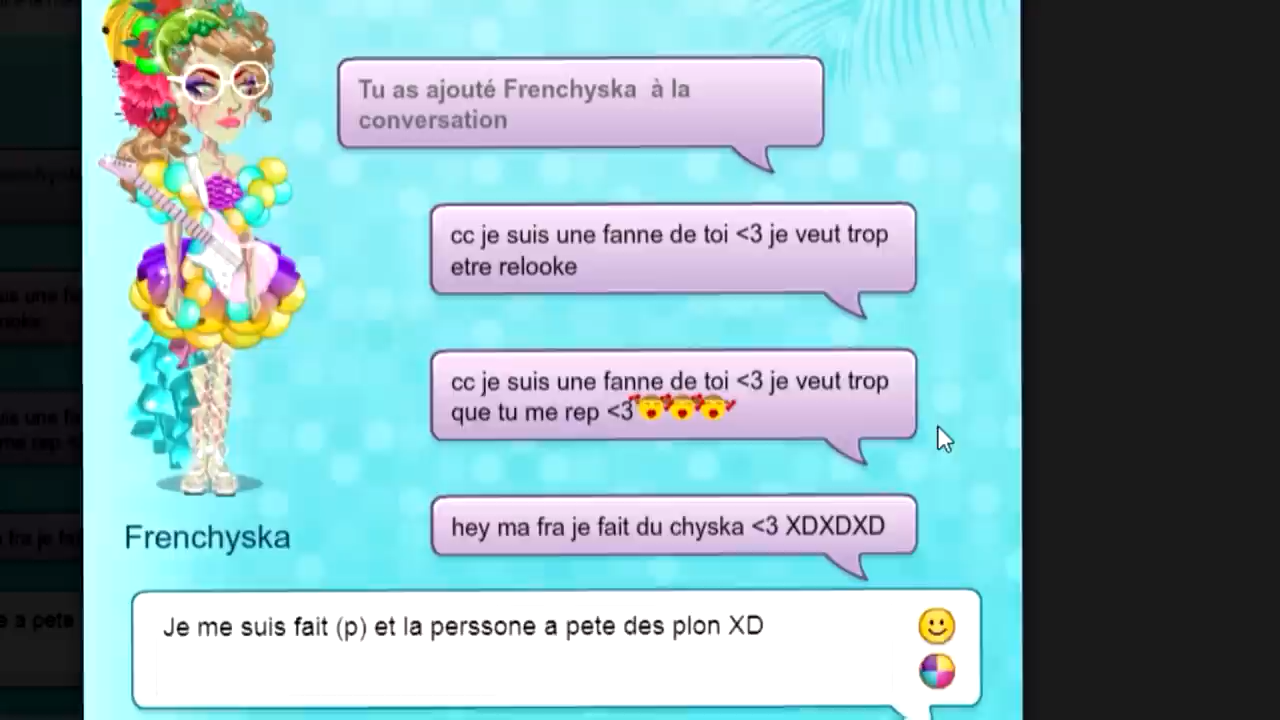 Tu as ajouté Frenchyska à la
conversation
cc je suis une fanne de toi <3 je veut trop
etre relooke
cc je suis une fanne de toi <3 je veut trop
que tu me rep <3
hey ma fra je fait du chyska <3 XDXDXD
Frenchyska
Je me suis fait (p) et la perssone a pete des plon XD